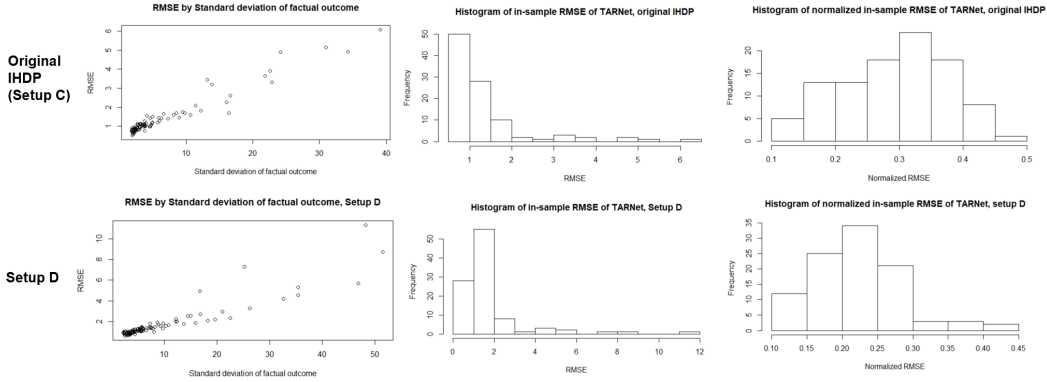 RMSE by Standard deviation of factual outcome
Histogram of in-sample RMSE of TARNet, original IHDP
Histogram of normalized in-sample RMSE of TARNet, original IHDP
Original
IHDP
(Setup C)
RMSE
1 2 3 4 5 6
10 20 30 40
Standard deviation of factual outcome
Frequency
0 10 20 30 40 50
1 2 3 4 5 6
RMSE
Frequency
0 5 10 20
0.1 0.2 0.3 0.4 0.5
Normalized RMSE
RMSE by Standard deviation of factual outcome, Setup D
Histogram of in-sample RMSE of TARNet, Setup D
Histogram of normalized in-sample RMSE of TARNet, setup D
Setup D
RMSE
2 4 6 8 10
10 20 30 40 50
Standard deviation of factual outcome
Frequency
0 10 30 50
0 2 4 6 8 10 12
RMSE
Frequency
0 5 15 25 35
0.10 0.15 0.20 0.25 0.30 0.35 0.40 0.45
Normalized RMSE